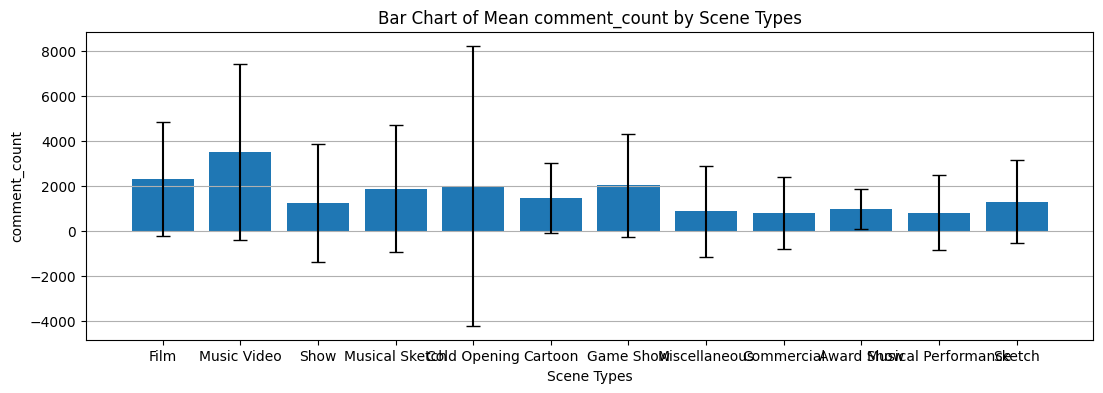 Bar Chart of Mean comment_count by Scene Types
comment_count
8000
6000
4000
2000
0
−2000
−4000
Film Music Video Show Musical Sketch Cold Opening Cartoon Game Show Miscellaneous Commercial Award Show Musical Performance Sketch
Scene Types